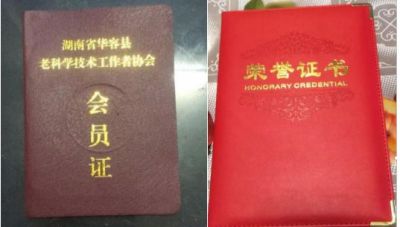 湖南省华容县
老科学技术工作者协会
会
员
证
荣誉证书
HONORARY CREDENTIAL